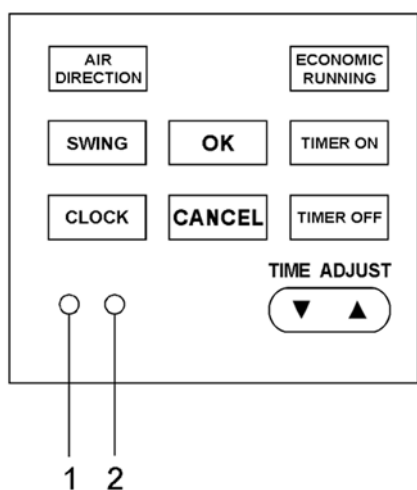 AIR
DIRECTION
ECONOMIC
RUNNING
SWING
OK
TIMER ON
CLOCK
CANCEL
TIMER OFF
TIME ADJUST
1
2